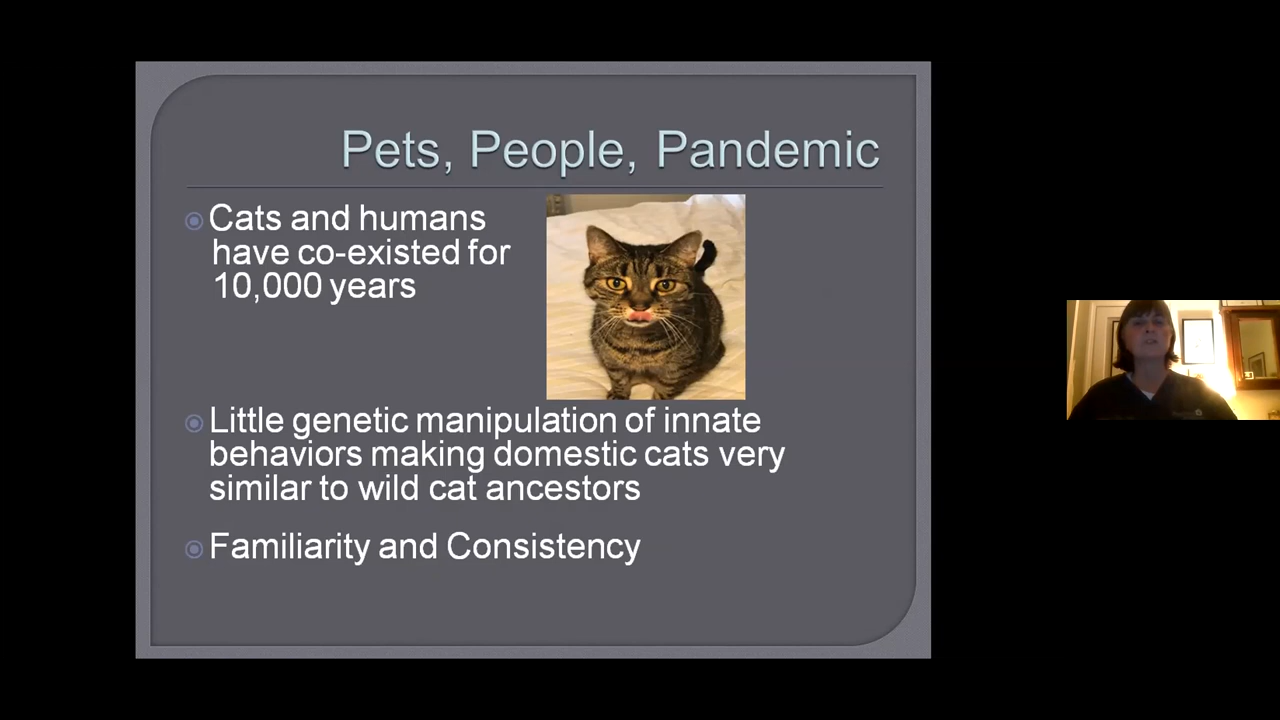 Pets, People, Pandemic
Cats and humans
have co-existed for
10,000 years
Little genetic manipulation of innate
behaviors making domestic cats very
similar to wild cat ancestors
Familiarity and Consistency